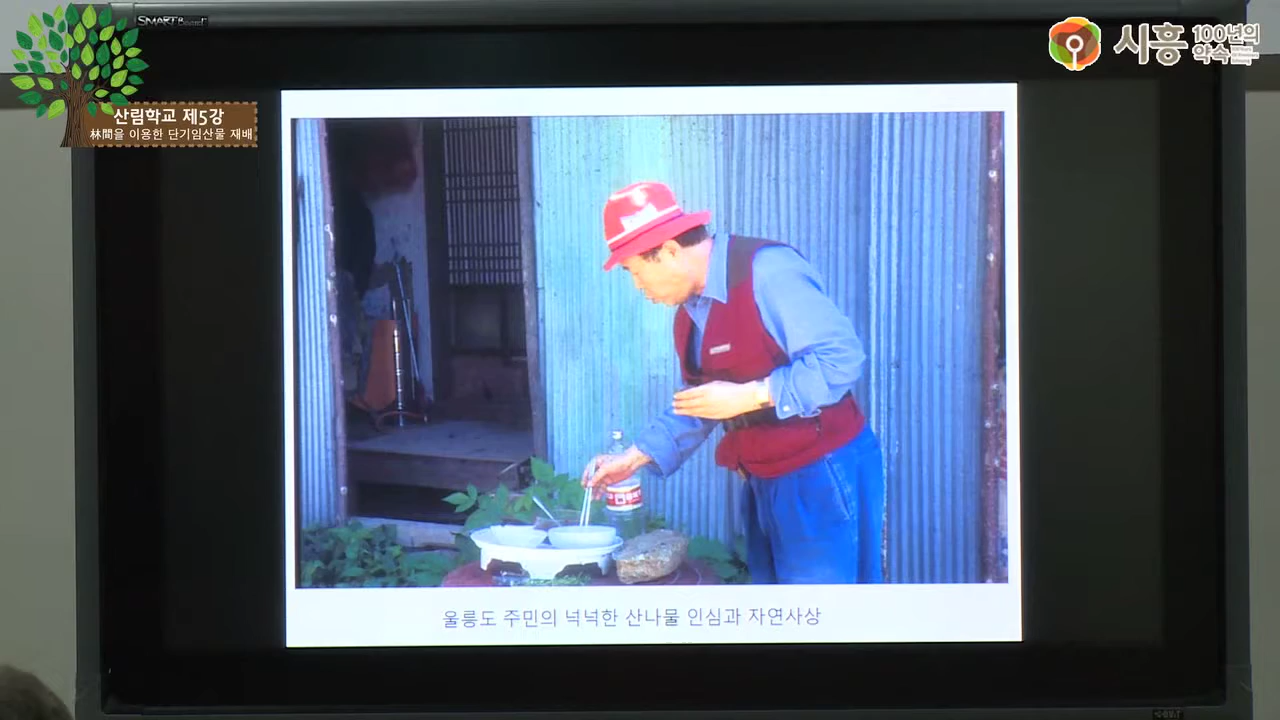 SMART Board
산림학교 제5강
林間을 이용한 단기임산물 재배
시흥 100년의
약속
울릉도 주민의 넉넉한 산나물 인심과 자연사상